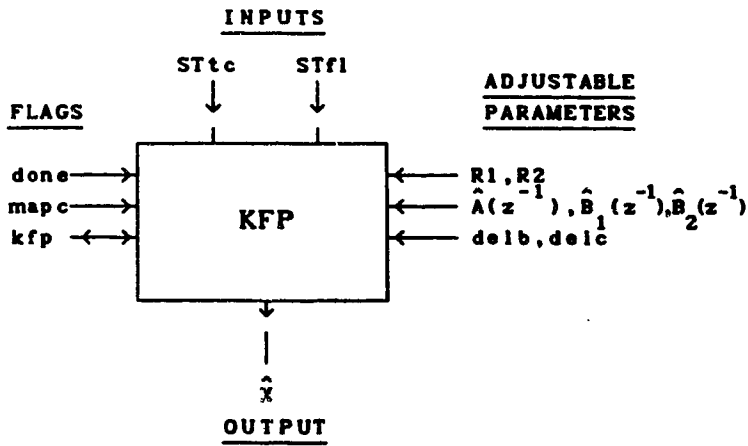 INPUTS
STtc STfl
ADJUSTABLE
PARAMETERS
FLAGS
done
mapc
kfp
KFP
R1,R2
Â(z⁻¹),B̂₁(z⁻¹),B̂₂(z⁻¹)
delb,delc
x̂
OUTPUT